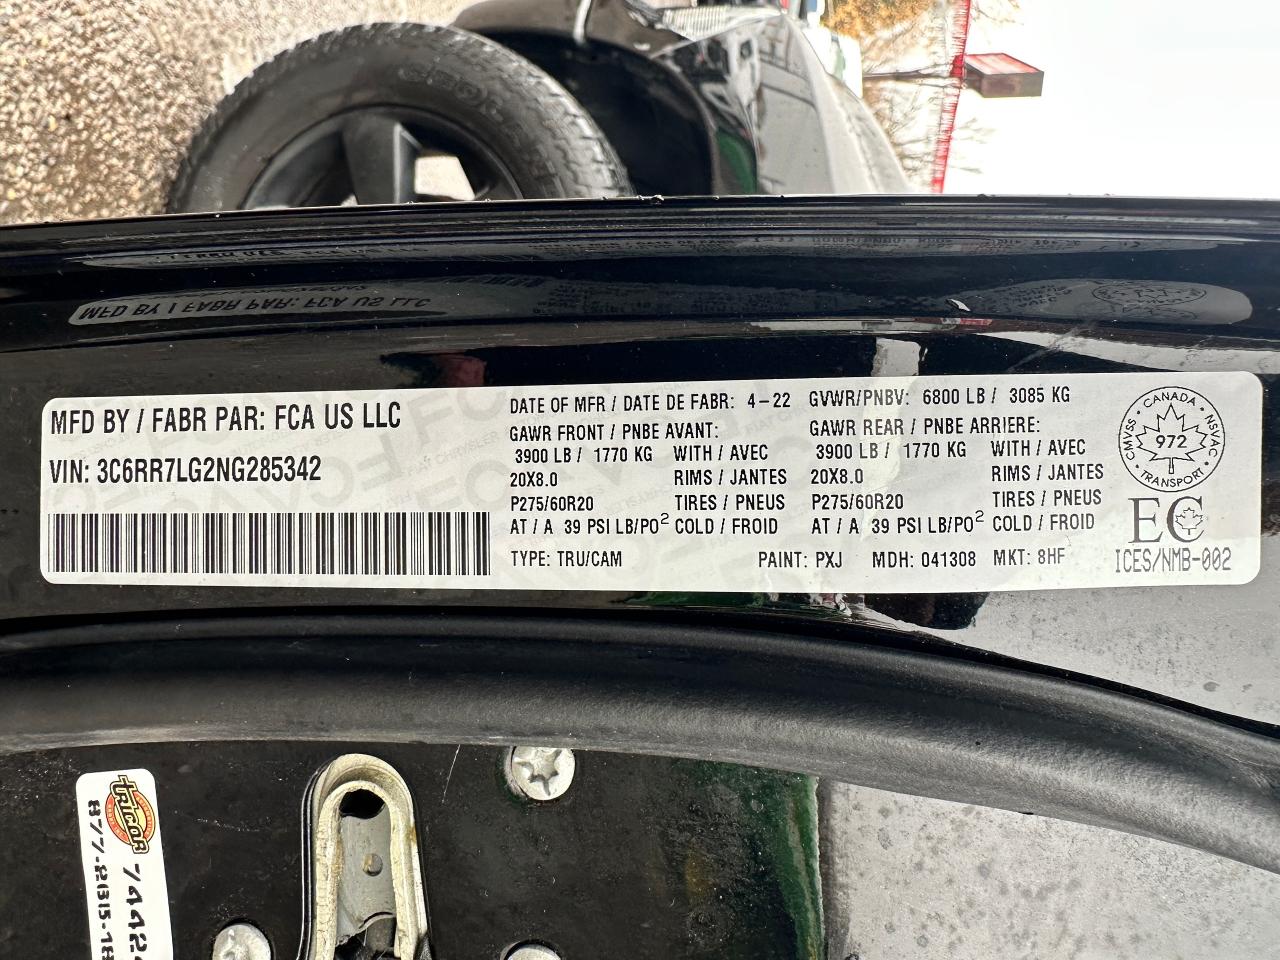 MFD BY / FABR PAR: FCA US LLC
VIN: 3C6RR7LG2NG285342
DATE OF MFR / DATE DE FABR: 4-22
GVWR/PNBV: 6800 LB / 3085 KG
GAWR FRONT / PNBE AVANT:
3900 LB / 1770 KG WITH / AVEC
20X8.0 RIMS / JANTES
P275/60R20 TIRES / PNEUS
AT / A 39 PSI LB/PO² COLD / FROID
GAWR REAR / PNBE ARRIERE:
3900 LB / 1770 KG WITH / AVEC
20X8.0 RIMS / JANTES
P275/60R20 TIRES / PNEUS
AT / A 39 PSI LB/PO² COLD / FROID
TYPE: TRU/CAM PAINT: PXJ MDH: 041308 MKT: 8HF
CANADA
CMVSS 972 NSVAC
TRANSPORT
EC
ICES/NMB-002
MFD BY / FABR PAR: FCA US LLC
TRICOR